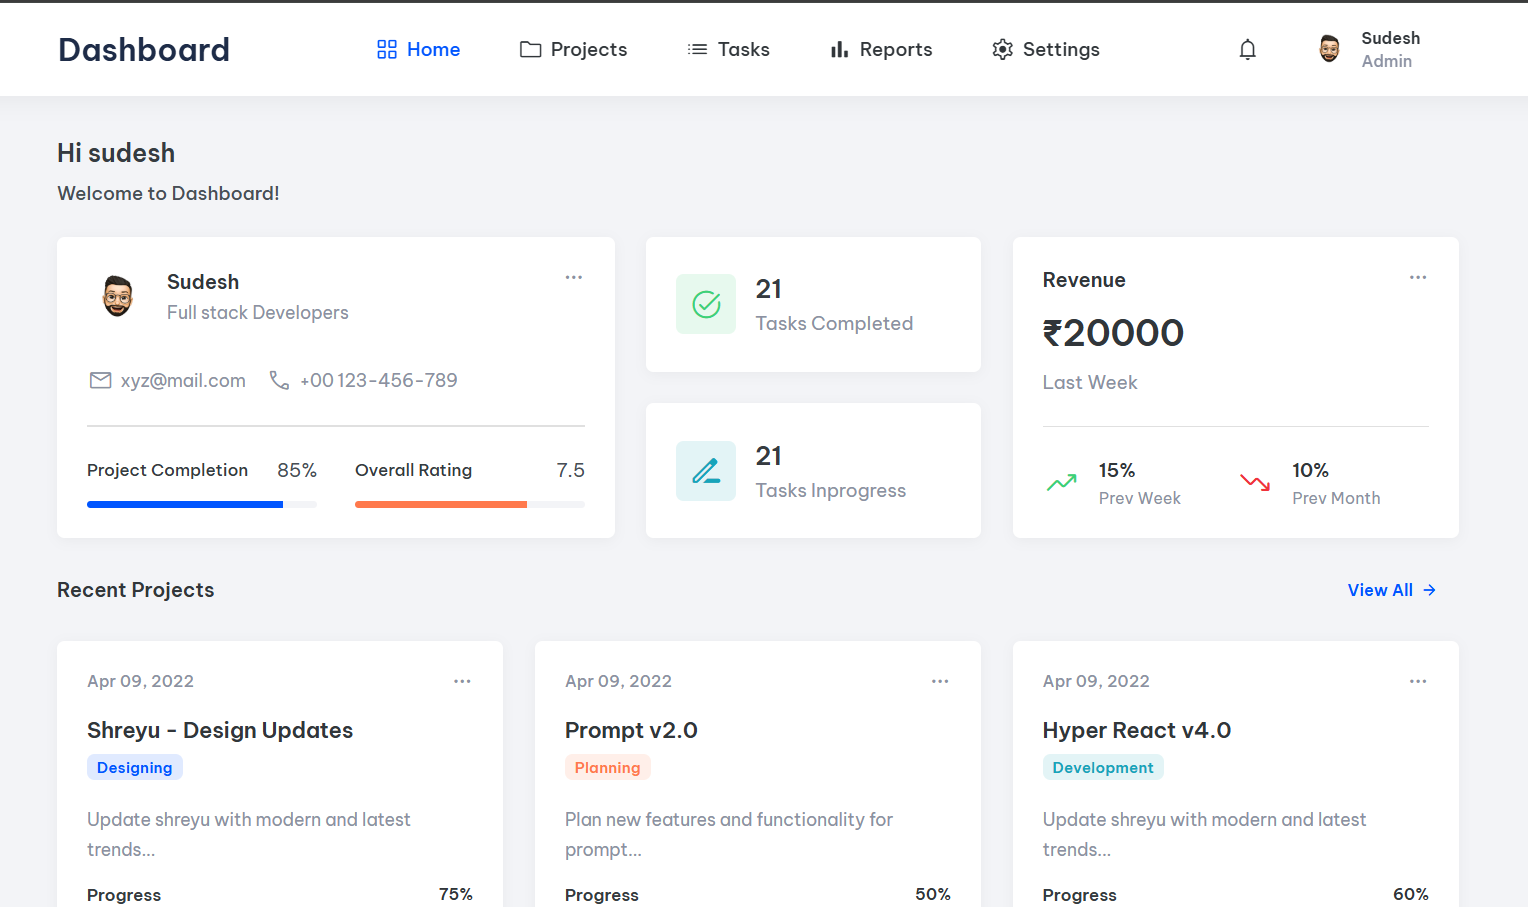 Dashboard
Home
Projects
Tasks
Reports
Settings
Sudesh
Admin
Hi sudesh
Welcome to Dashboard!
Sudesh
Full stack Developers
xyz@mail.com
+00 123-456-789
Project Completion 85%
Overall Rating 7.5
21
Tasks Completed
21
Tasks Inprogress
Revenue
₹20000
Last Week
15%
Prev Week
10%
Prev Month
Recent Projects
View All →
Apr 09, 2022
Shreyu - Design Updates
Designing
Update shreyu with modern and latest
trends...
Progress 75%
Apr 09, 2022
Prompt v2.0
Planning
Plan new features and functionality for
prompt...
Progress 50%
Apr 09, 2022
Hyper React v4.0
Development
Update shreyu with modern and latest
trends...
Progress 60%